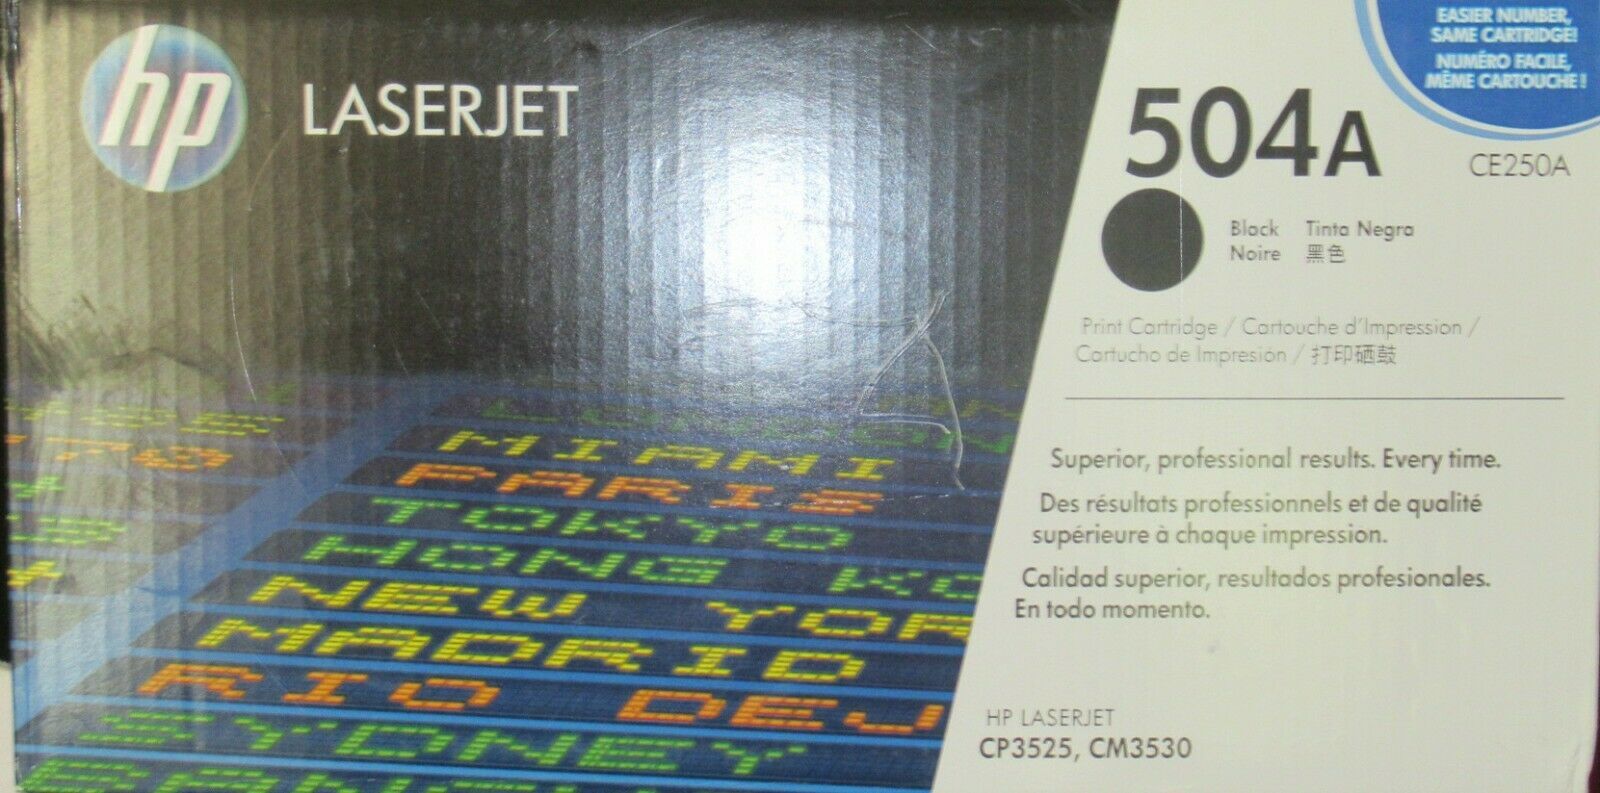 hp
LASERJET
EASIER NUMBER,
SAME CARTRIDGE!
NUMÉRO FACILE,
MÊME CARTOUCHE !
504A
CE250A
Black Tinta Negra
Noire 黑色
Print Cartridge / Cartouche d'Impression /
Cartucho de Impresión / 打印硒鼓
Superior, professional results. Every time.
Des résultats professionnels et de qualité
supérieure à chaque impression.
Calidad superior, resultados profesionales.
En todo momento.
HP LASERJET
CP3525, CM3530
LONDON
MIAMI
PARIS
TOKYO
HONG KO
NEW YOR
MADRID
RIO DEJ
SYDNEY